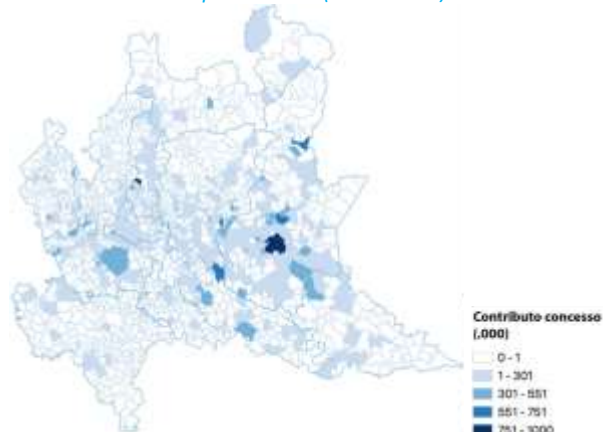 Contributo concesso
(,000)
0 - 1
1 - 301
301 - 551
551 - 751
751 - 1000